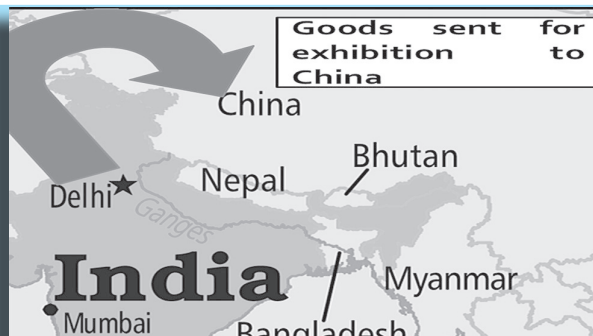 Goods sent for
exhibition to
China
China
Bhutan
Nepal
Delhi
Ganges
India
Myanmar
Mumbai
Bangladesh